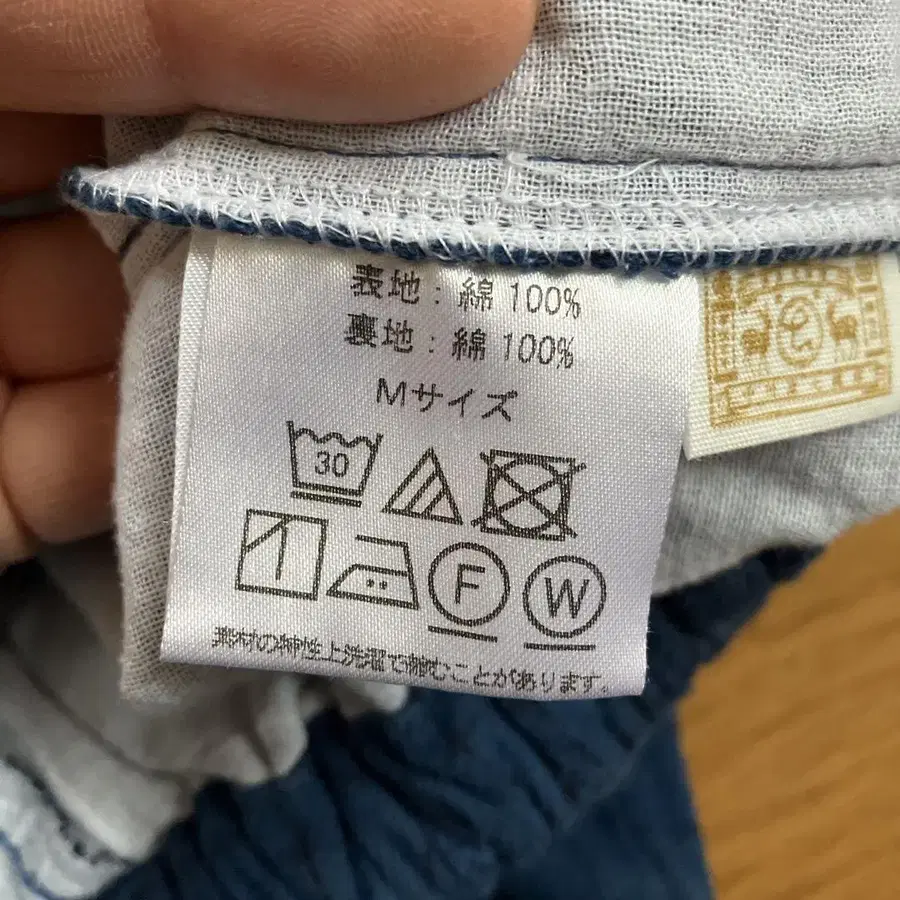 表地：綿 100%
裏地：綿 100%
Mサイズ
30
F W
素材の特性上洗濯で縮むことがあります。